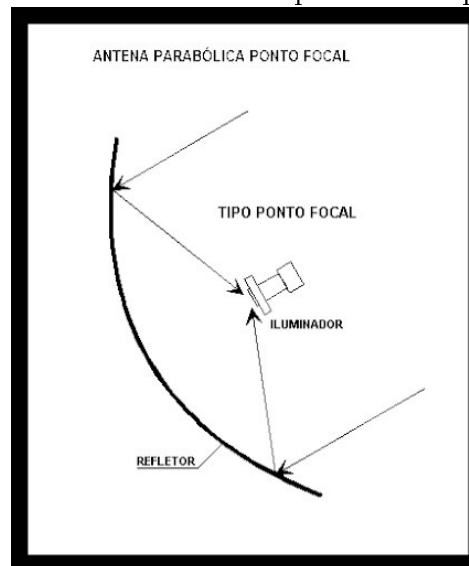 ANTENA PARABÓLICA PONTO FOCAL
TIPO PONTO FOCAL
ILUMINADOR
REFLETOR